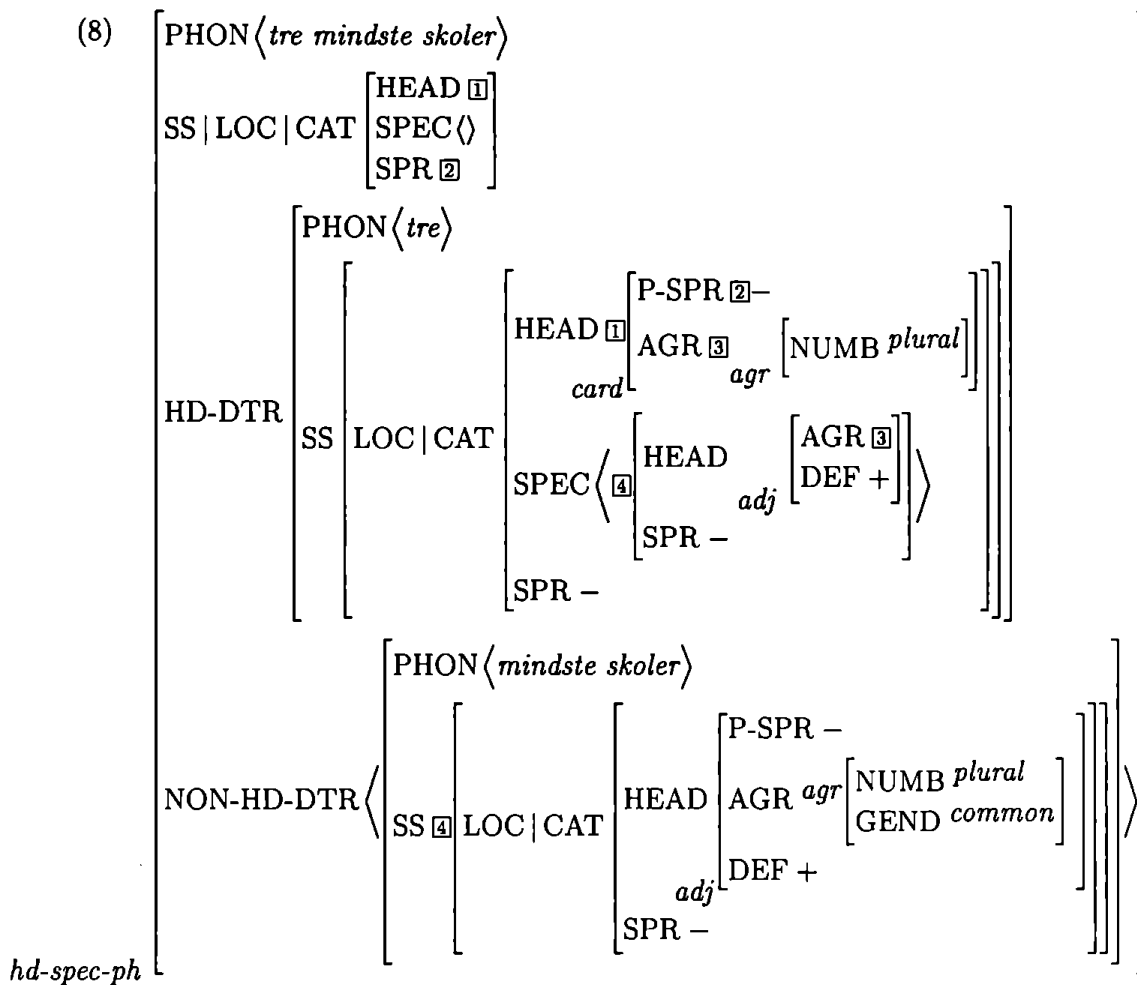 (8)
PHON⟨tre mindste skoler⟩
SS | LOC | CAT
HEAD [1]
SPEC⟨⟩
SPR [2]
HD-DTR
PHON⟨tre⟩
SS
LOC | CAT
HEAD [1]
card
P-SPR [2] –
AGR [3] agr [NUMB plural]
SPEC⟨[4]
HEAD
adj
AGR [3]
DEF +
SPR –
⟩
SPR –
NON-HD-DTR⟨
PHON⟨mindste skoler⟩
SS [4]
LOC | CAT
HEAD
adj
P-SPR –
AGR agr
NUMB plural
GEND common
DEF +
SPR –
⟩
hd-spec-ph